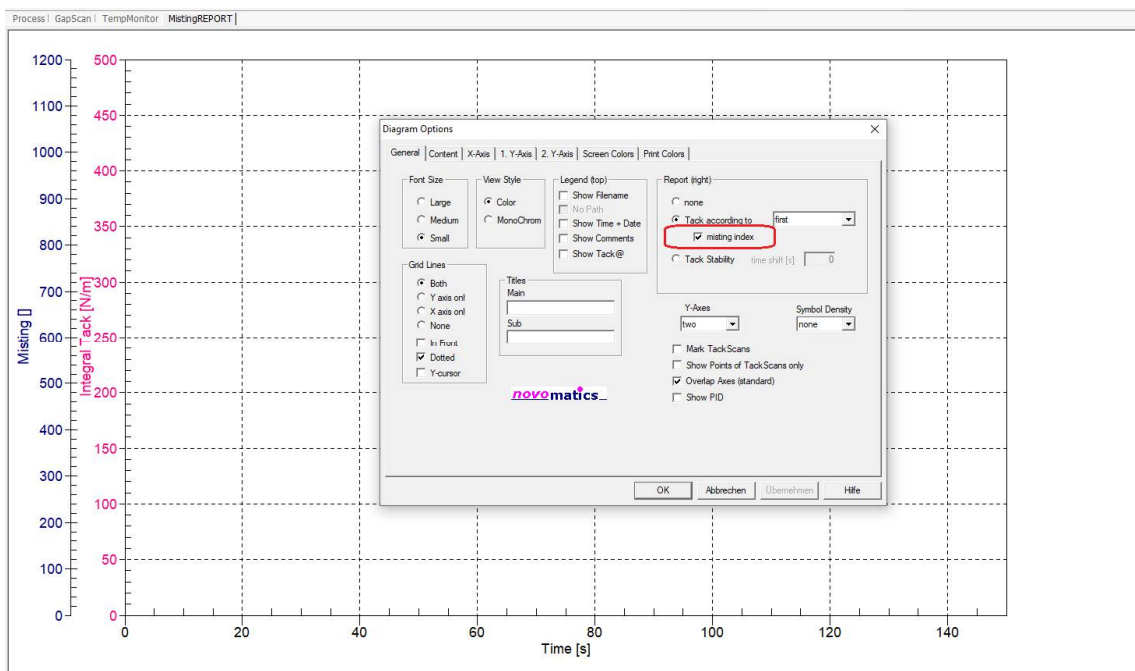 Process | GapScan | TempMonitor MistingREPORT |
1200 500
1100 450
1000 400
900 350
800 300
700 250
600 200
500 150
400 100
300 50
200 0
100
0
Misting []
Integral Tack [N/m]
Diagram Options
General Content X-Axis 1. Y-Axis 2. Y-Axis Screen Colors Print Colors
Font Size
Large
Medium
Small
View Style
Color
MonoChrom
Legend (top)
Show Filename
No Path
Show Time + Date
Show Comments
Show Tack@
Report (right)
none
Tack according to first
misting index
Tack Stability time shift [s] 0
Grid Lines
Both
Y axis onl
X axis onl
None
In Front
Dotted
Y-cursor
Titles
Main
Sub
Y-Axes
two
Symbol Density
none
Mark TackScans
Show Points of TackScans only
Overlap Axes (standard)
Show PID
novomatics_
OK Abbrechen Übernehmen Hilfe
0 20 40 60 80 100 120 140
Time [s]